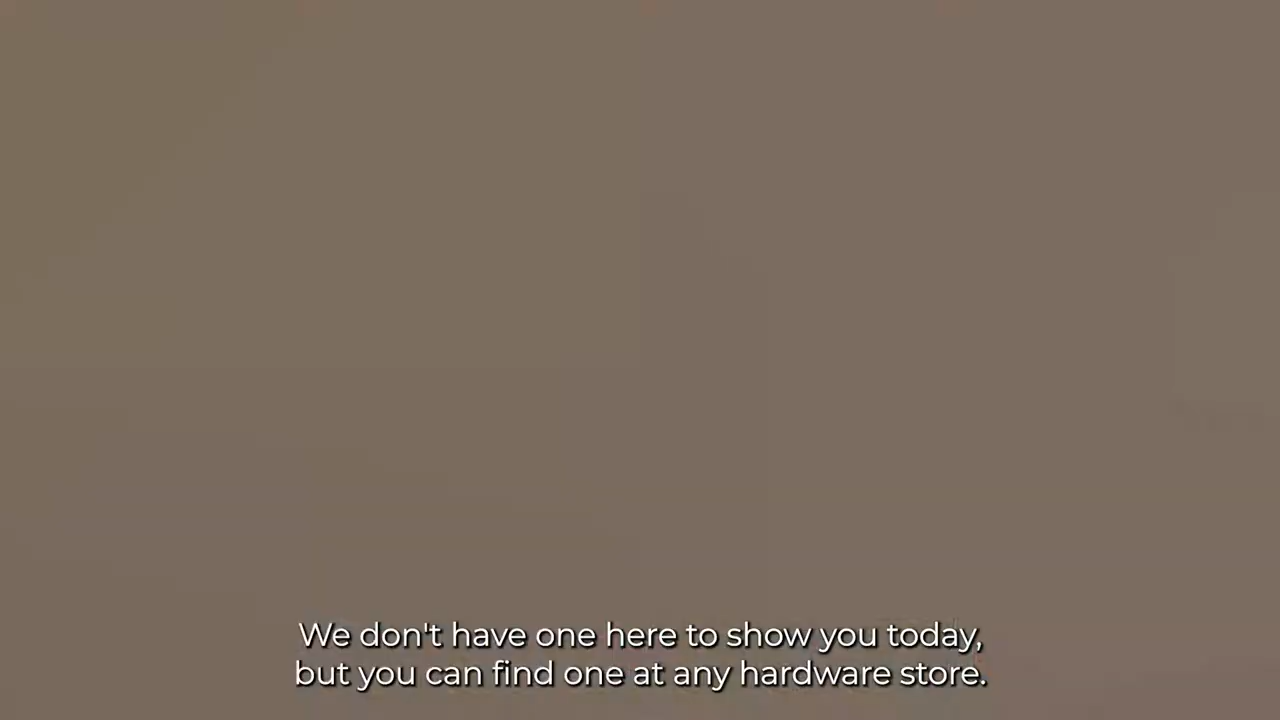 We don't have one here to show you today,
but you can find one at any hardware store.